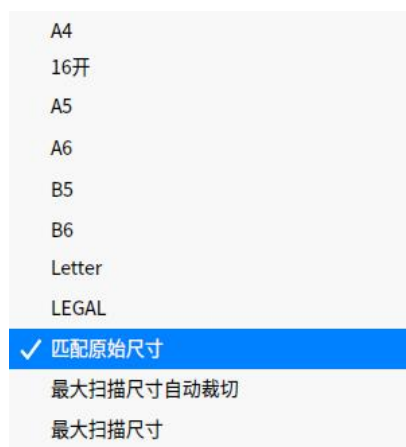 A4
16开
A5
A6
B5
B6
Letter
LEGAL
匹配原始尺寸
最大扫描尺寸自动裁切
最大扫描尺寸